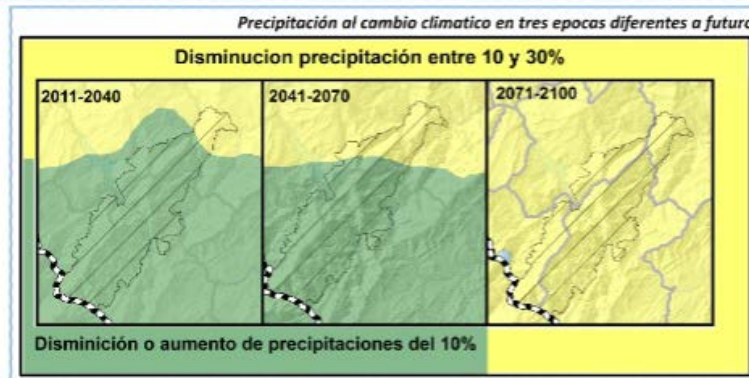 Precipitación al cambio climatico en tres epocas diferentes a futuro
Disminucion precipitación entre 10 y 30%
2011-2040
2041-2070
2071-2100
Disminición o aumento de precipitaciones del 10%